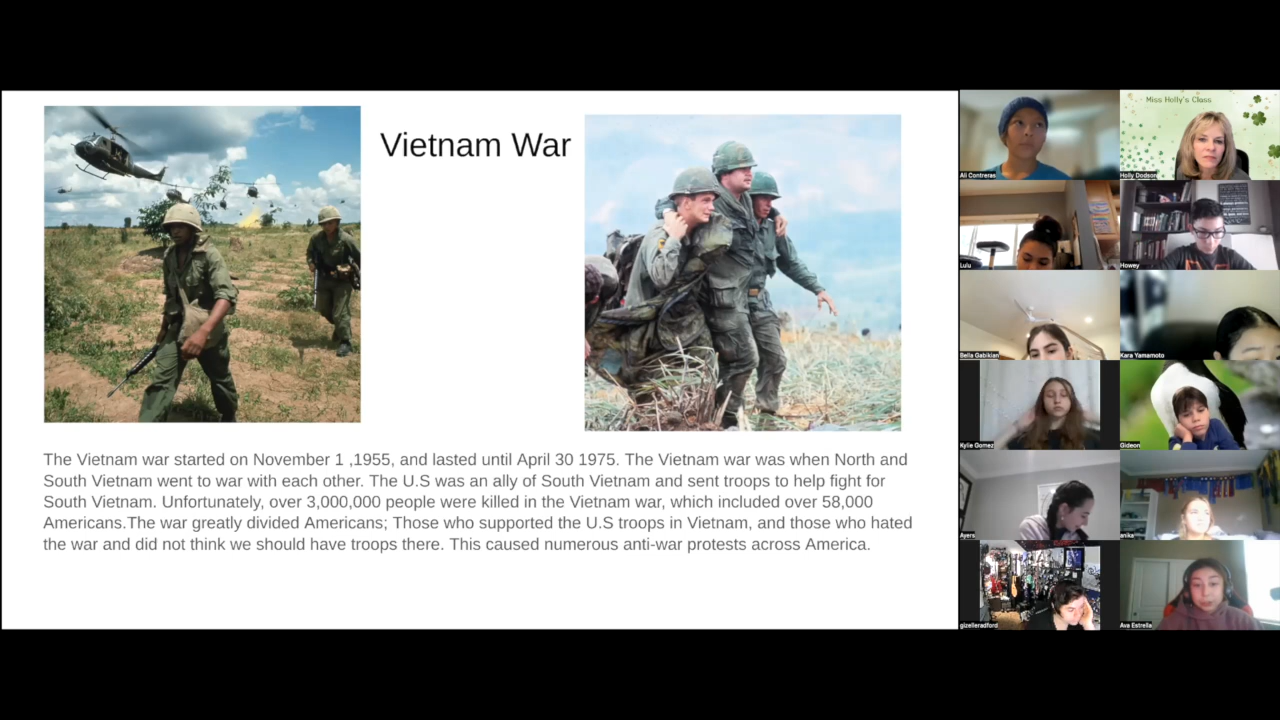 Vietnam War
The Vietnam war started on November 1 ,1955, and lasted until April 30 1975. The Vietnam war was when North and
South Vietnam went to war with each other. The U.S was an ally of South Vietnam and sent troops to help fight for
South Vietnam. Unfortunately, over 3,000,000 people were killed in the Vietnam war, which included over 58,000
Americans.The war greatly divided Americans; Those who supported the U.S troops in Vietnam, and those who hated
the war and did not think we should have troops there. This caused numerous anti-war protests across America.
Miss Holly's Class
Ali Contreras
Holly Dodson
Lulu
Howey
Bella Gabikian
Kara Yamamoto
Kylie Gomez
Gideon
Ayers
anika
gizelleradford
Ava Estrella